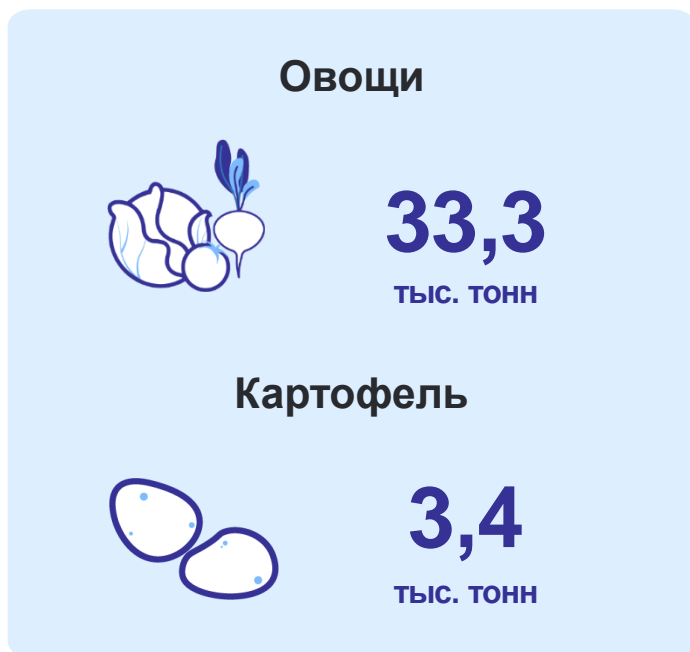 Овощи
33,3
тыс. тонн
Картофель
3,4
тыс. тонн